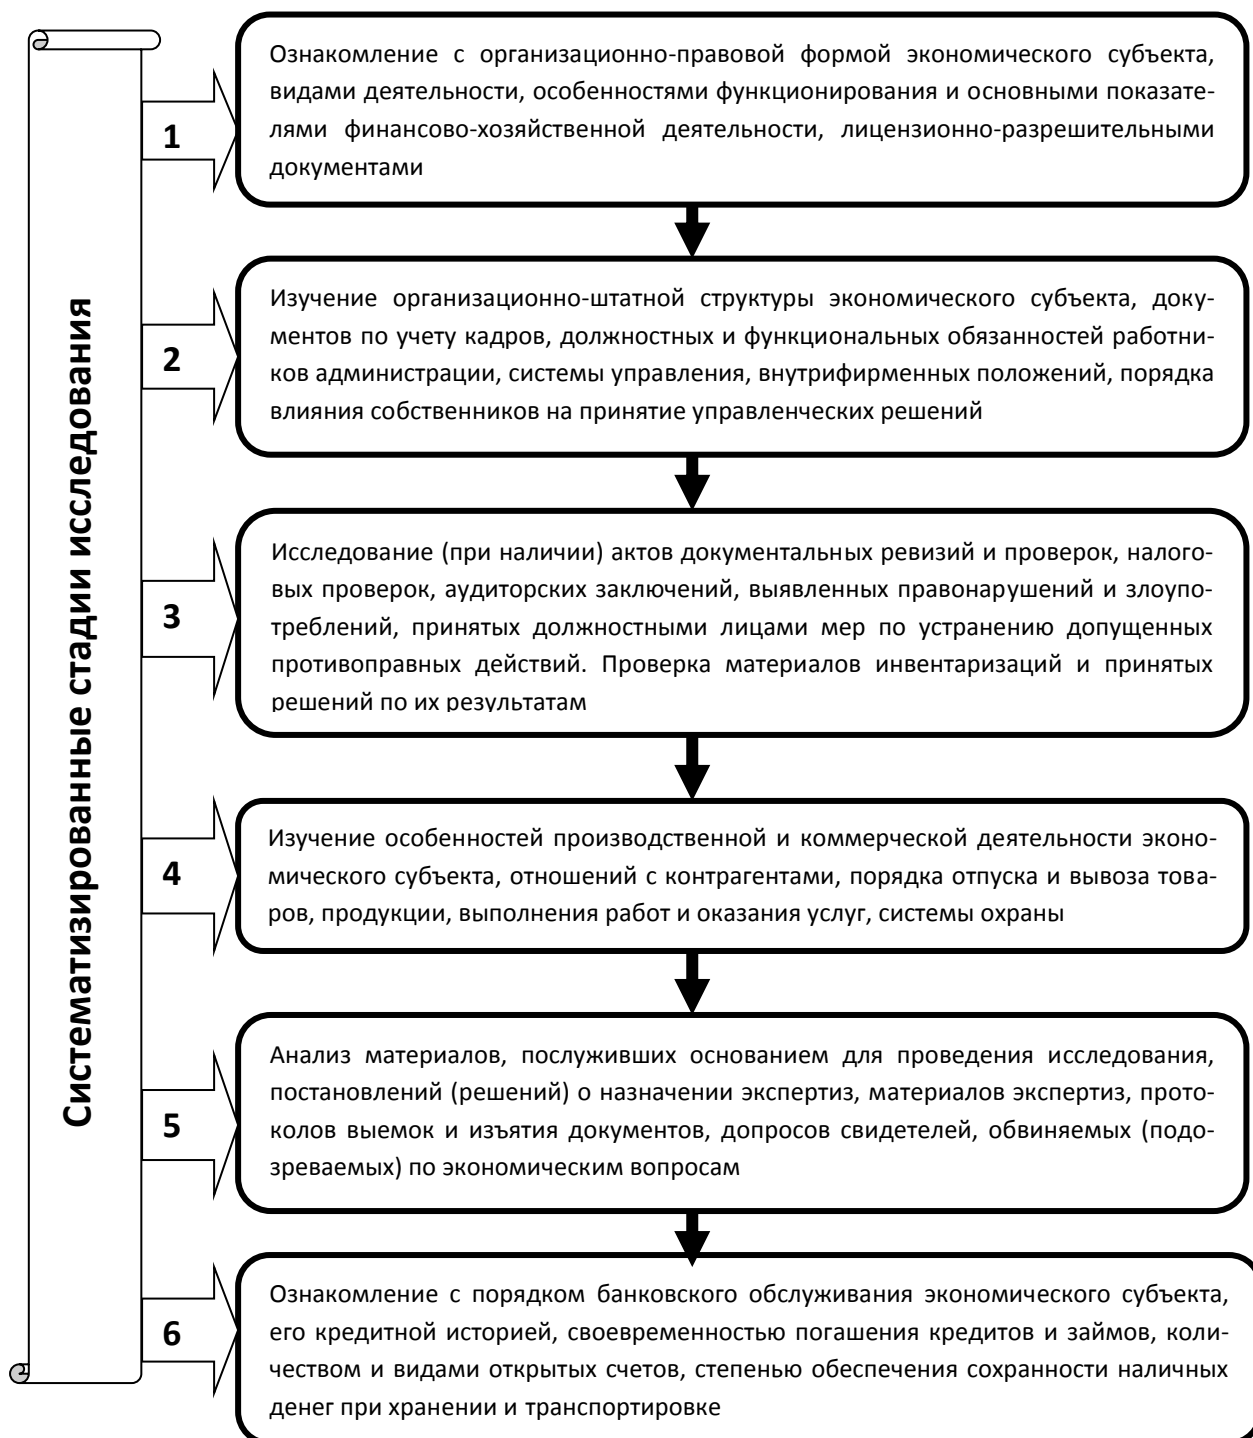 Систематизированные стадии исследования
1
Ознакомление с организационно-правовой формой экономического субъекта,
видами деятельности, особенностями функционирования и основными показате-
лями финансово-хозяйственной деятельности, лицензионно-разрешительными
документами
2
Изучение организационно-штатной структуры экономического субъекта, доку-
ментов по учету кадров, должностных и функциональных обязанностей работни-
ков администрации, системы управления, внутрифирменных положений, порядка
влияния собственников на принятие управленческих решений
3
Исследование (при наличии) актов документальных ревизий и проверок, налого-
вых проверок, аудиторских заключений, выявленных правонарушений и злоупо-
треблений, принятых должностными лицами мер по устранению допущенных
противоправных действий. Проверка материалов инвентаризаций и принятых
решений по их результатам
4
Изучение особенностей производственной и коммерческой деятельности эконо-
мического субъекта, отношений с контрагентами, порядка отпуска и вывоза това-
ров, продукции, выполнения работ и оказания услуг, системы охраны
5
Анализ материалов, послуживших основанием для проведения исследования,
постановлений (решений) о назначении экспертиз, материалов экспертиз, прото-
колов выемок и изъятия документов, допросов свидетелей, обвиняемых (подо-
зреваемых) по экономическим вопросам
6
Ознакомление с порядком банковского обслуживания экономического субъекта,
его кредитной историей, своевременностью погашения кредитов и займов, коли-
чеством и видами открытых счетов, степенью обеспечения сохранности наличных
денег при хранении и транспортировке